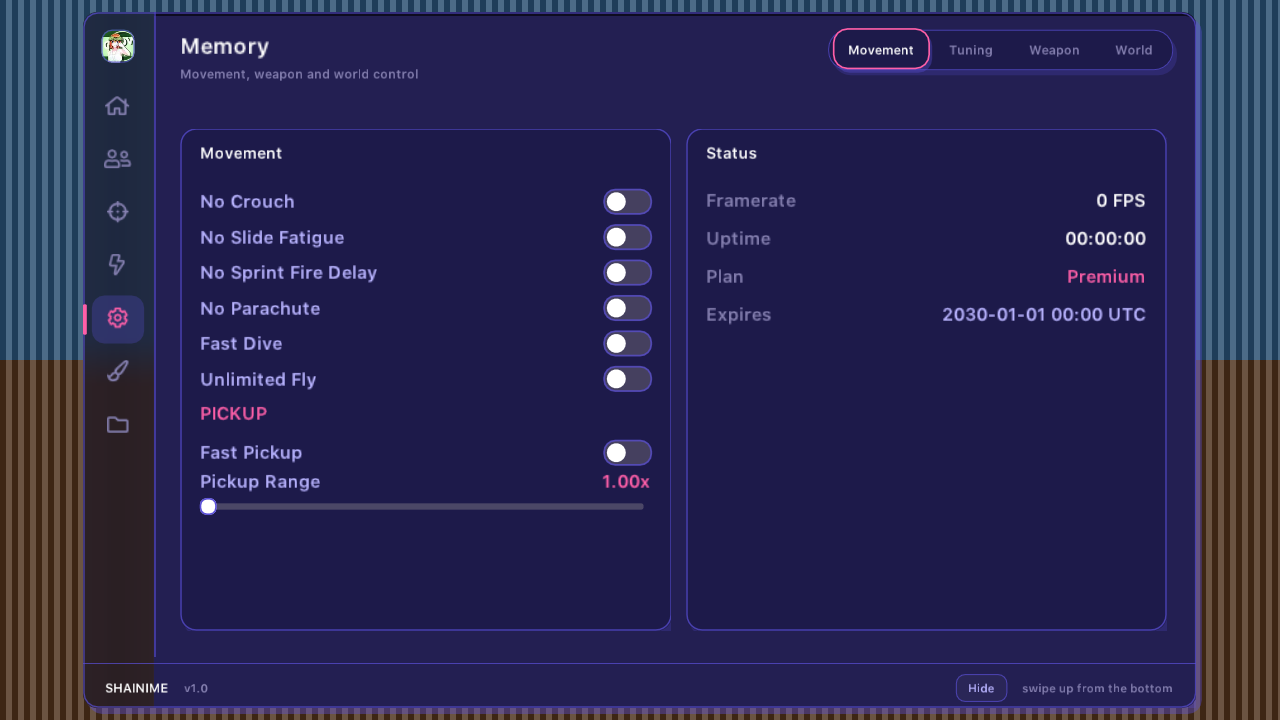 Memory
Movement, weapon and world control
Movement
Tuning
Weapon
World
Movement
No Crouch
No Slide Fatigue
No Sprint Fire Delay
No Parachute
Fast Dive
Unlimited Fly
PICKUP
Fast Pickup
Pickup Range 1.00x
Status
Framerate 0 FPS
Uptime 00:00:00
Plan Premium
Expires 2030-01-01 00:00 UTC
SHAINIME v1.0
Hide swipe up from the bottom